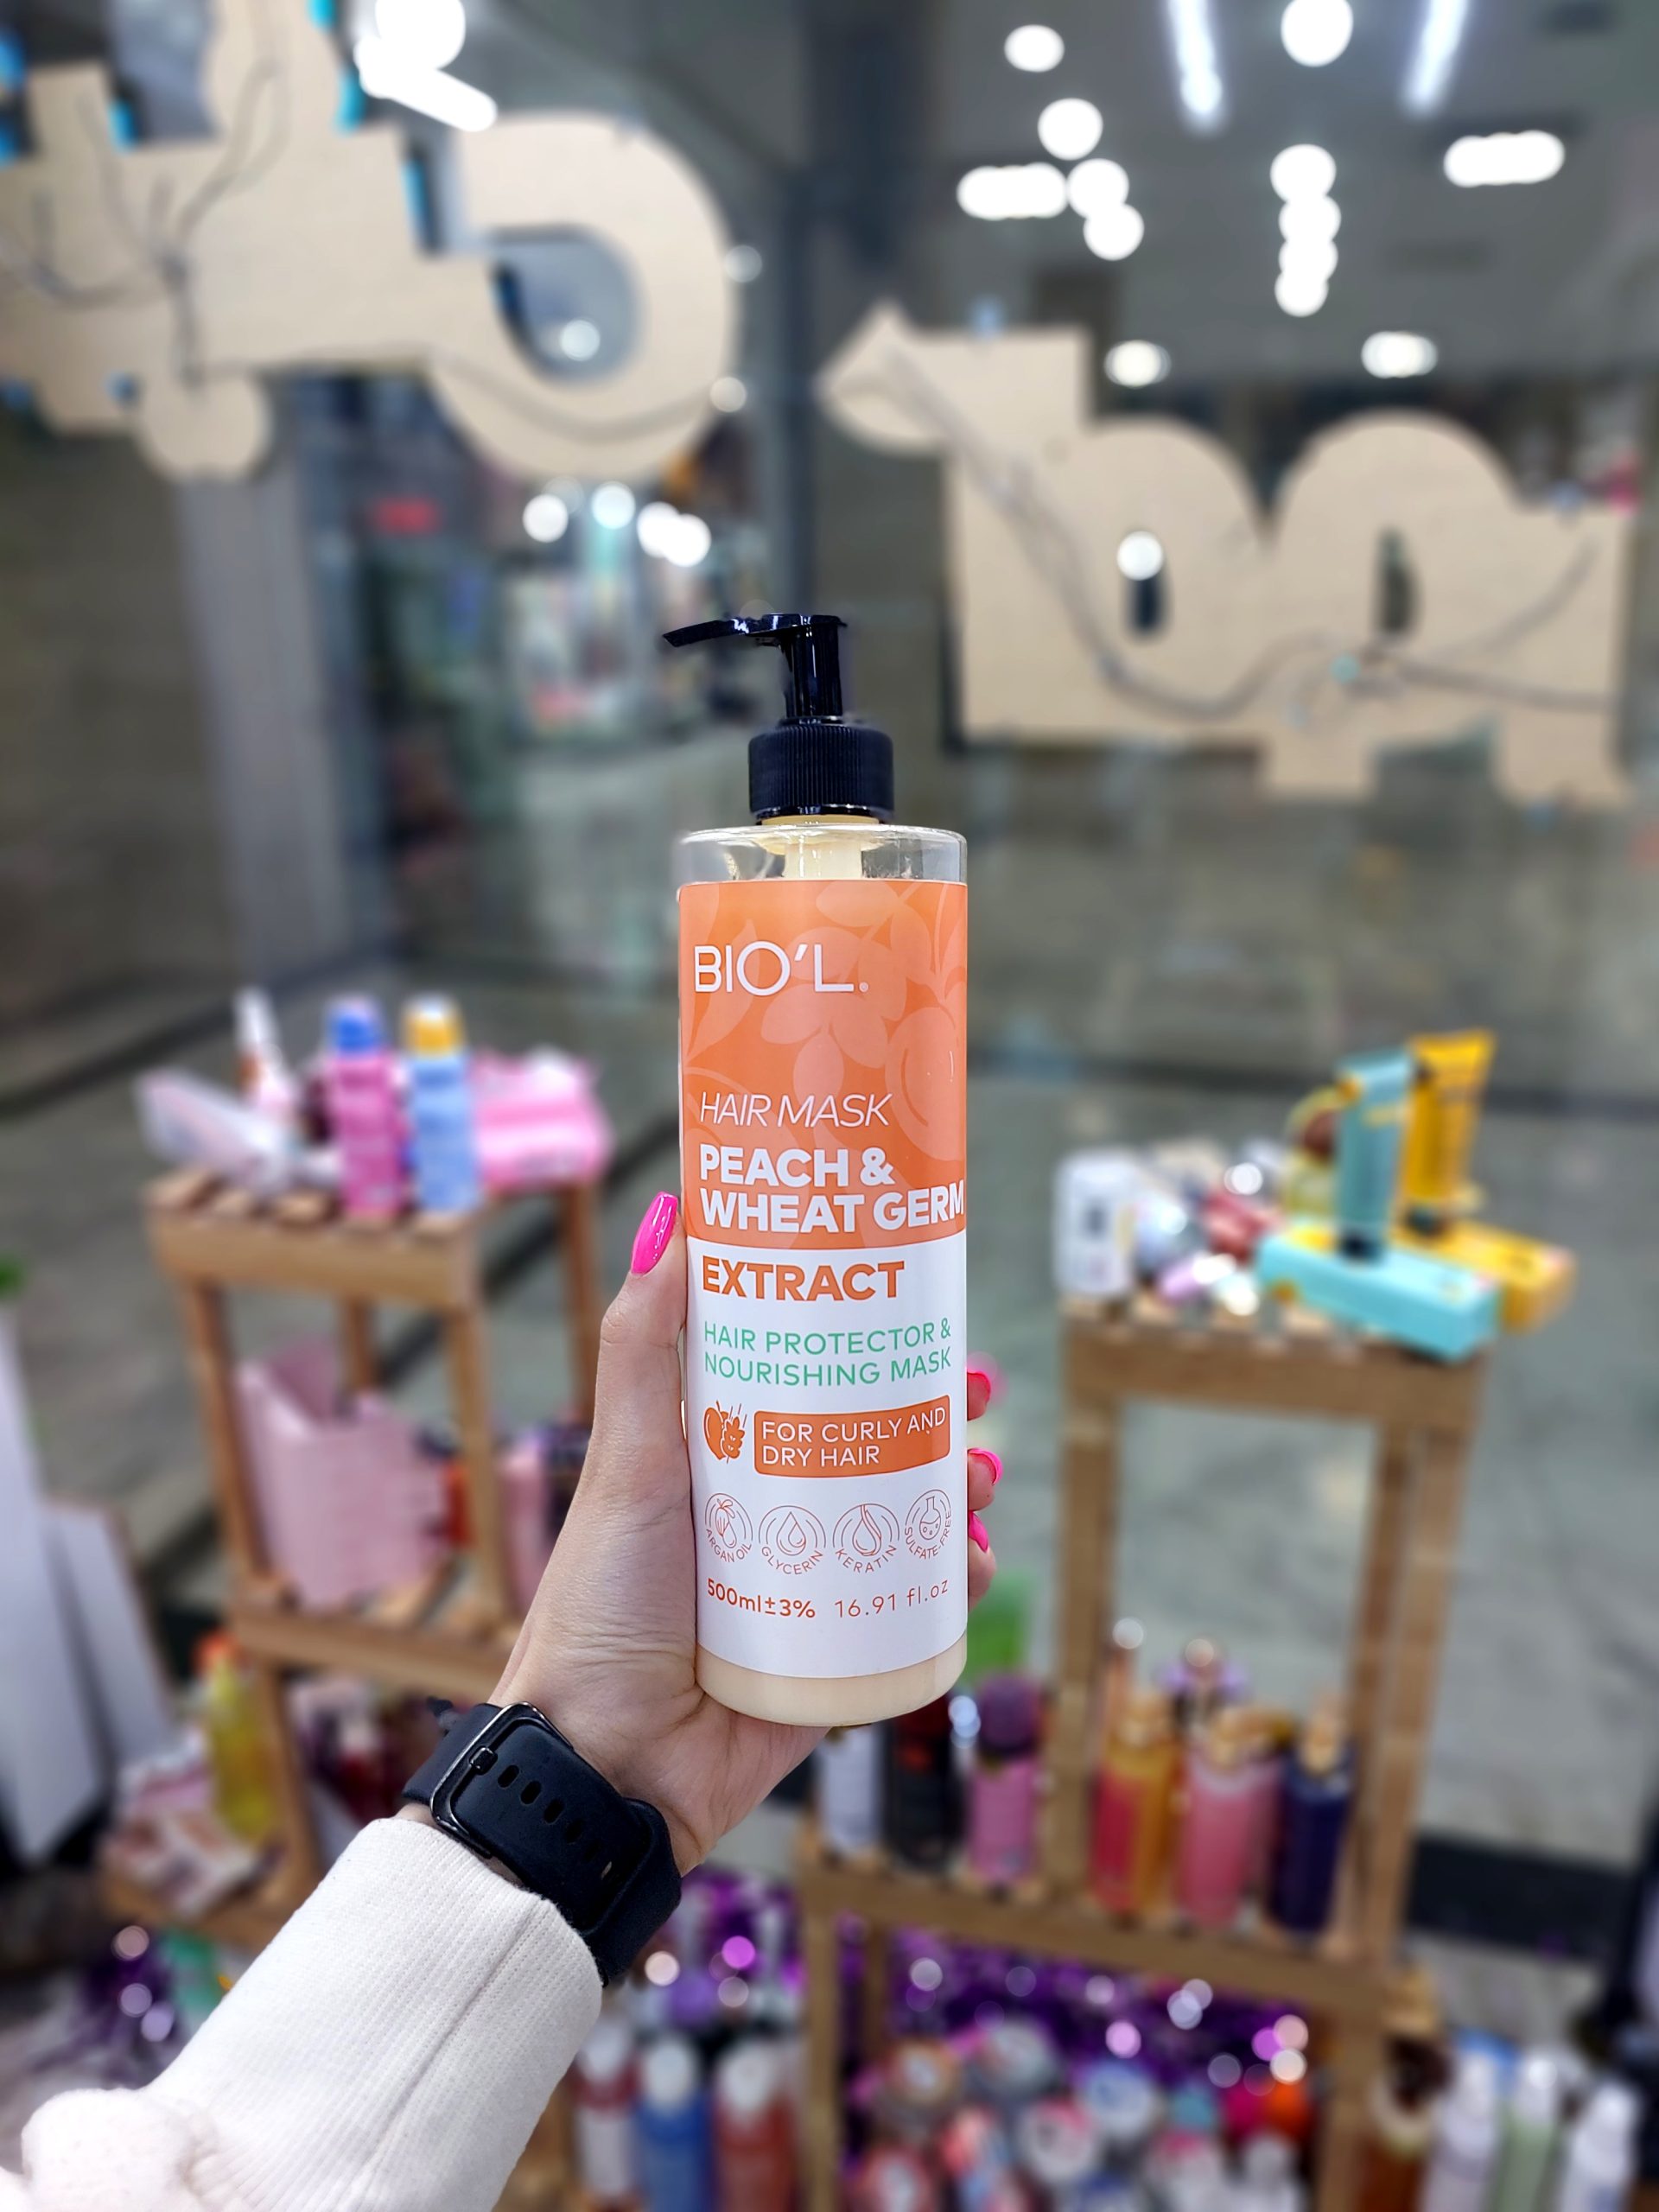 BIO'L.
HAIR MASK
PEACH &
WHEAT GERM
EXTRACT
HAIR PROTECTOR &
NOURISHING MASK
FOR CURLY AND
DRY HAIR
ARGAN OIL GLYCERIN KERATIN SULFATE-FREE
500ml±3% 16.91 fl.oz